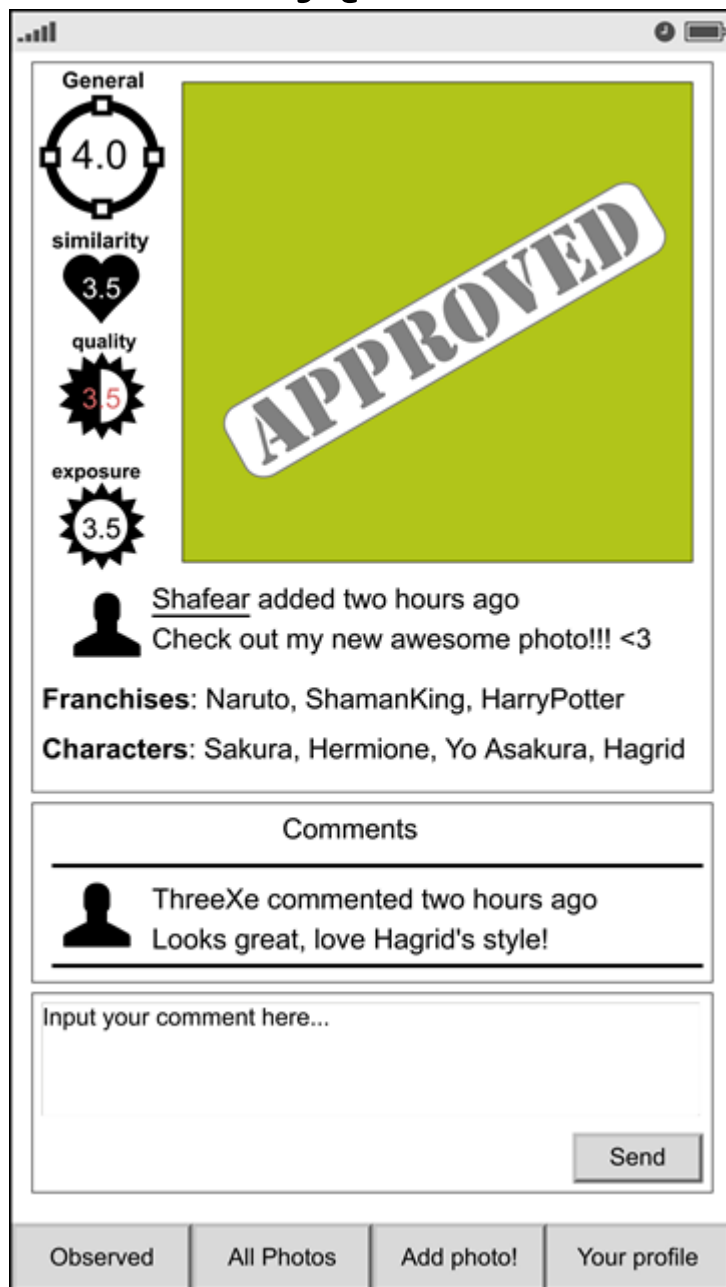 General
4.0
similarity
3.5
quality
3.5
exposure
3.5
APPROVED
Shafear added two hours ago
Check out my new awesome photo!!! <3
Franchises: Naruto, ShamanKing, HarryPotter
Characters: Sakura, Hermione, Yo Asakura, Hagrid
Comments
ThreeXe commented two hours ago
Looks great, love Hagrid's style!
Input your comment here...
Send
Observed
All Photos
Add photo!
Your profile